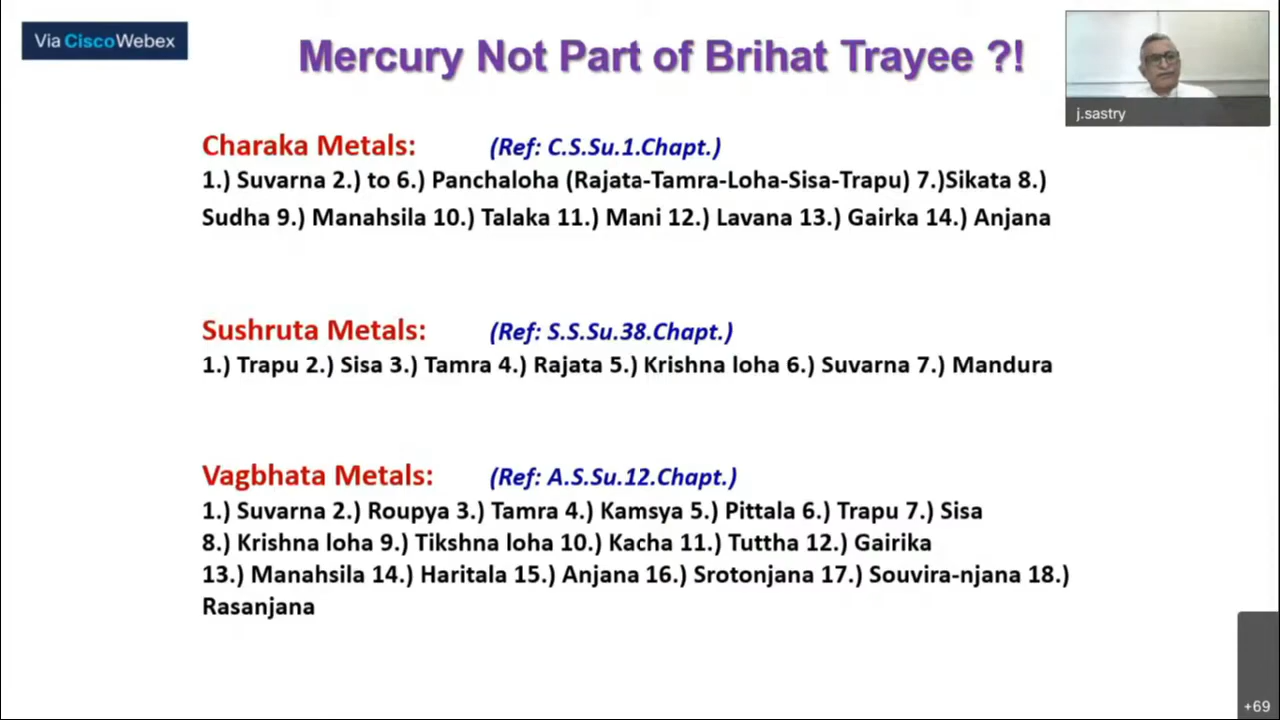 Via CiscoWebex
Mercury Not Part of Brihat Trayee ?!
j.sastry
Charaka Metals: (Ref: C.S.Su.1.Chapt.)
1.) Suvarna 2.) to 6.) Panchaloha (Rajata-Tamra-Loha-Sisa-Trapu) 7.)Sikata 8.)
Sudha 9.) Manahsila 10.) Talaka 11.) Mani 12.) Lavana 13.) Gairka 14.) Anjana
Sushruta Metals: (Ref: S.S.Su.38.Chapt.)
1.) Trapu 2.) Sisa 3.) Tamra 4.) Rajata 5.) Krishna loha 6.) Suvarna 7.) Mandura
Vagbhata Metals: (Ref: A.S.Su.12.Chapt.)
1.) Suvarna 2.) Roupya 3.) Tamra 4.) Kamsya 5.) Pittala 6.) Trapu 7.) Sisa
8.) Krishna loha 9.) Tikshna loha 10.) Kacha 11.) Tuttha 12.) Gairika
13.) Manahsila 14.) Haritala 15.) Anjana 16.) Srotonjana 17.) Souvira-njana 18.)
Rasanjana
+69